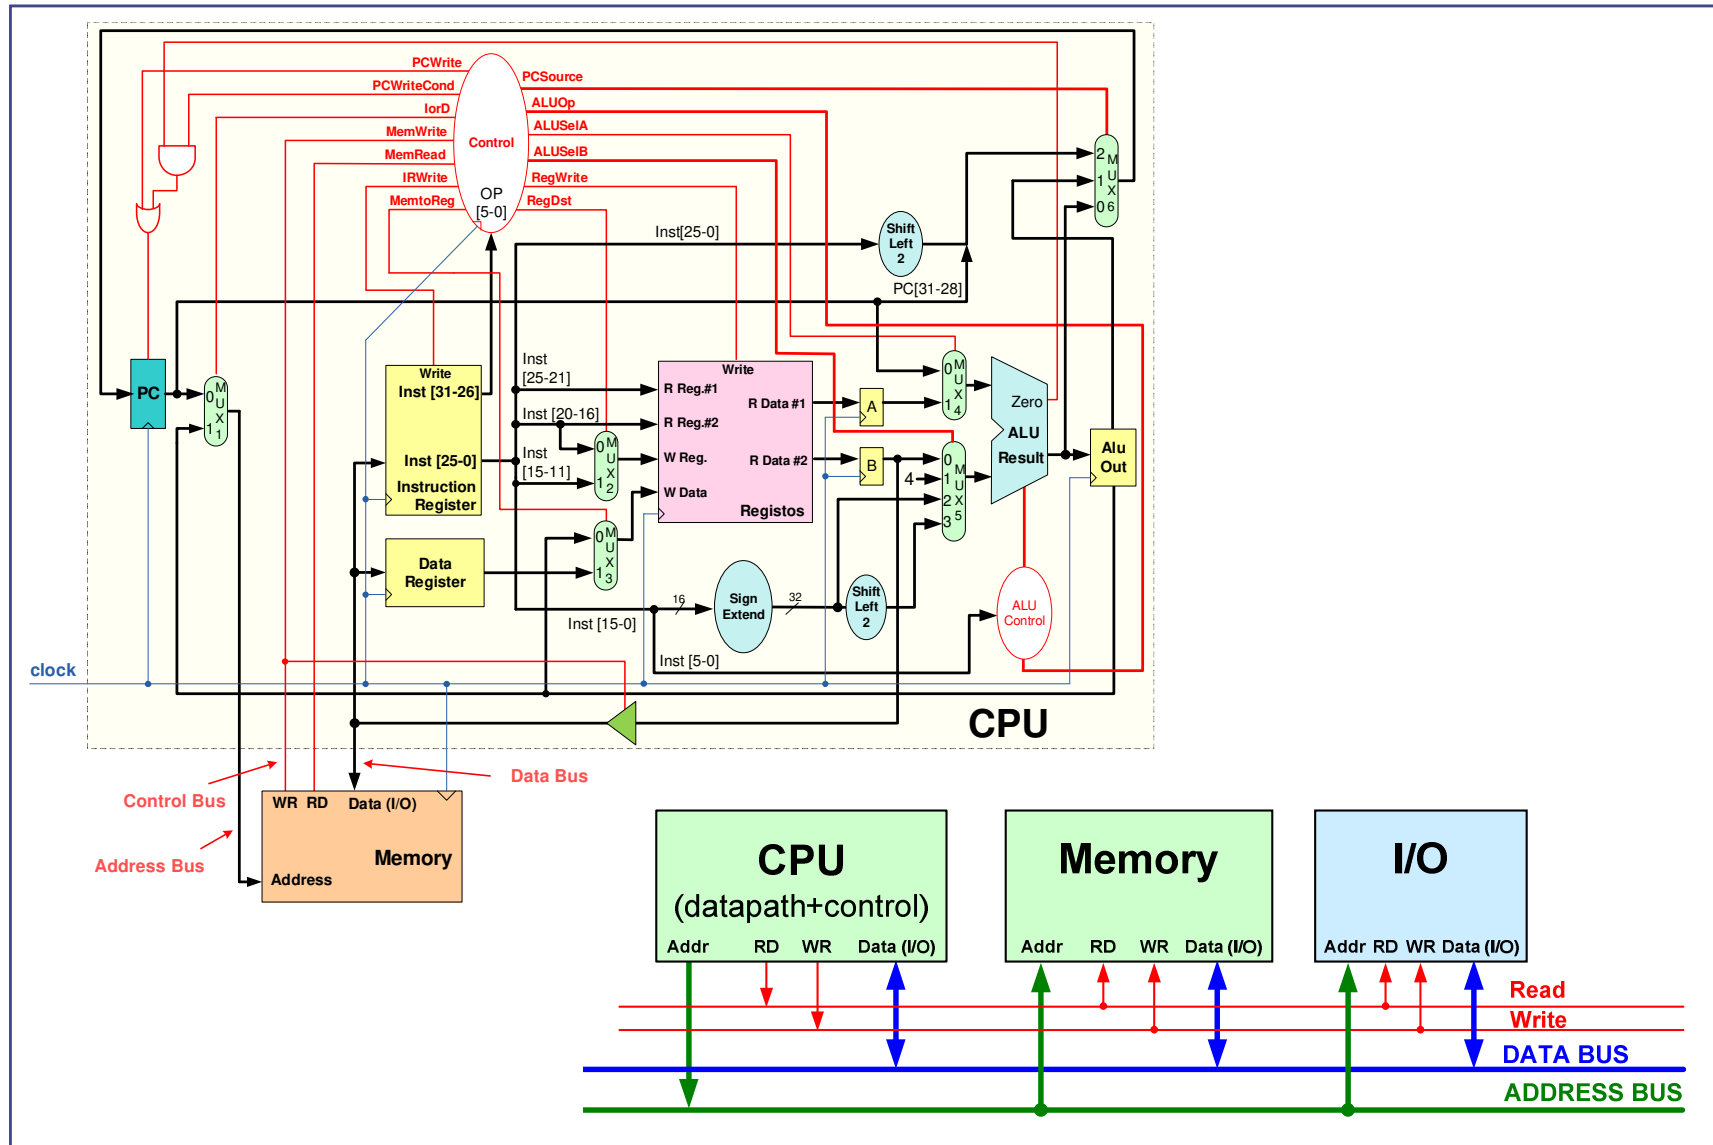 PCWrite
PCWriteCond
IorD
MemWrite
MemRead
IRWrite
MemtoReg
Control
OP
[5-0]
PCSource
ALUOp
ALUSelA
ALUSelB
RegWrite
RegDst
2
1
0
M
U
X
6
Inst[25-0]
Shift
Left
2
PC[31-28]
PC
0
1
M
U
X
1
Write
Inst [31-26]
Inst [25-0]
Instruction
Register
Data
Register
Inst
[25-21]
Inst [20-16]
Inst
[15-11]
0
1
M
U
X
2
0
1
M
U
X
3
Write
R Reg.#1
R Reg.#2
W Reg.
W Data
R Data #1
R Data #2
Registos
A
B
4
0
1
M
U
X
4
0
1
2
3
M
U
X
5
Zero
ALU
Result
Alu
Out
Inst [15-0]
16
Sign
Extend
32
Shift
Left
2
ALU
Control
Inst [5-0]
clock
CPU
Control Bus
Data Bus
Address Bus
WR RD Data (I/O)
Memory
Address
CPU
(datapath+control)
Addr RD WR Data (I/O)
Memory
Addr RD WR Data (I/O)
I/O
Addr RD WR Data (I/O)
Read
Write
DATA BUS
ADDRESS BUS